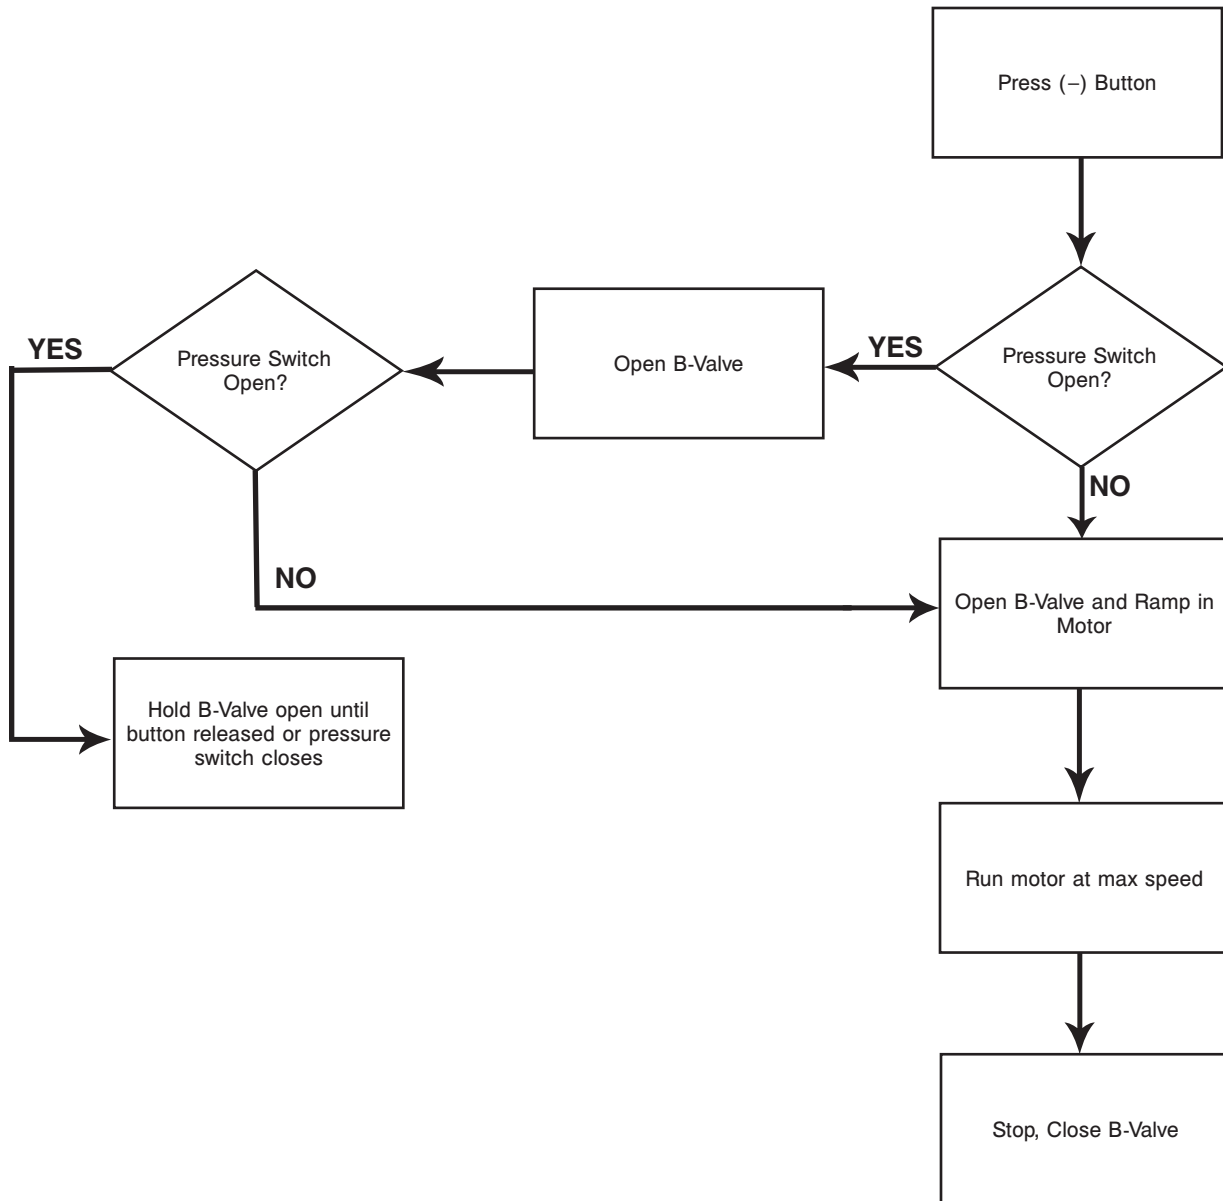 Press (–) Button
Pressure Switch
Open?
YES
Open B-Valve
Pressure Switch
Open?
YES
NO
NO
Open B-Valve and Ramp in
Motor
Hold B-Valve open until
button released or pressure
switch closes
Run motor at max speed
Stop, Close B-Valve